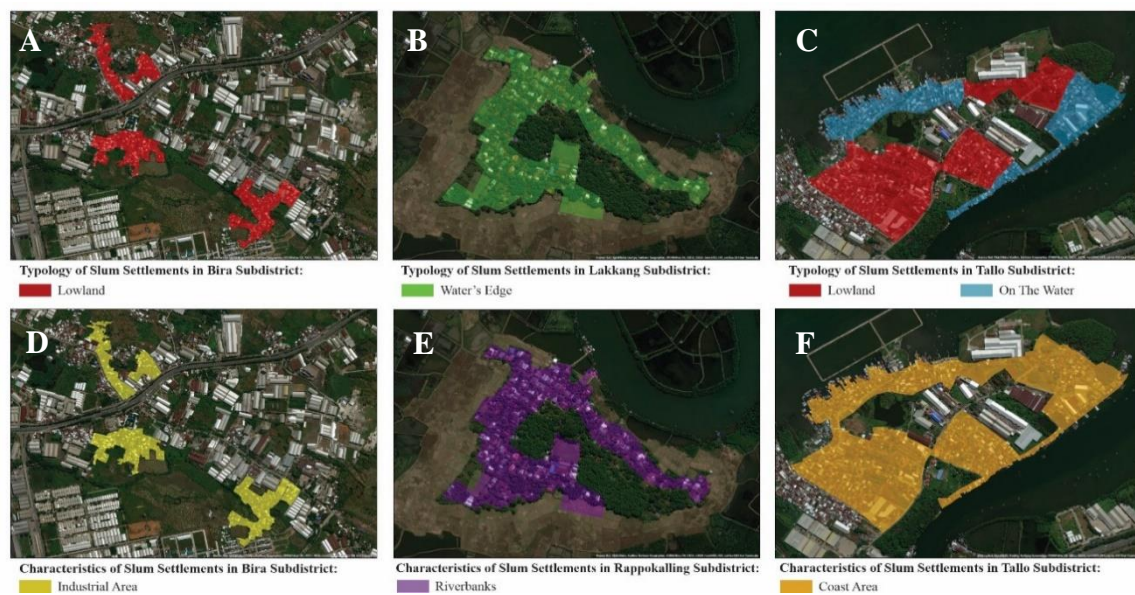 A
B
C
Typology of Slum Settlements in Bira Subdistrict:
Lowland
Typology of Slum Settlements in Lakkang Subdistrict:
Water's Edge
Typology of Slum Settlements in Tallo Subdistrict:
Lowland
On The Water
D
E
F
Characteristics of Slum Settlements in Bira Subdistrict:
Industrial Area
Characteristics of Slum Settlements in Rappokalling Subdistrict:
Riverbanks
Characteristics of Slum Settlements in Tallo Subdistrict:
Coast Area